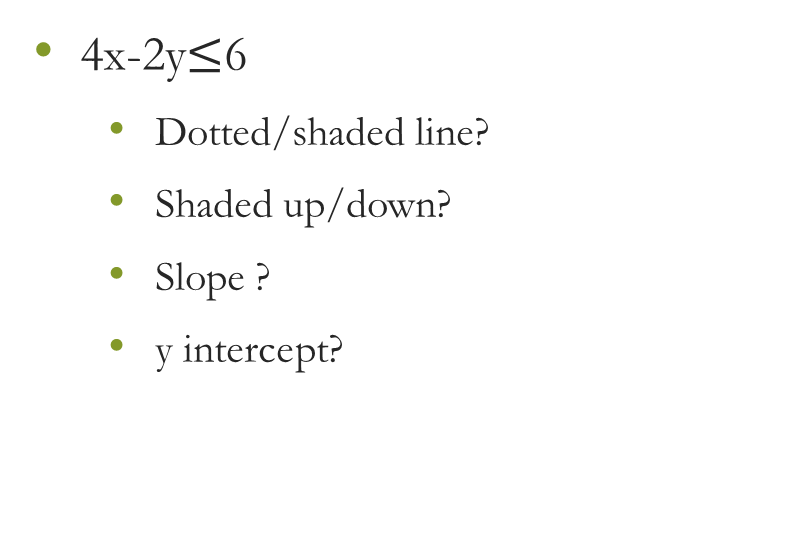 • 4x-2y≤6
• Dotted/shaded line?
• Shaded up/down?
• Slope ?
• y intercept?